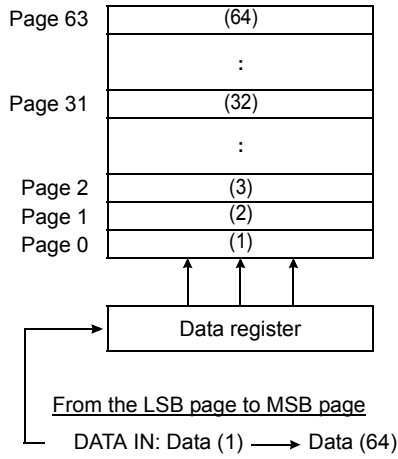 Page 63 (64)
:
Page 31 (32)
:
Page 2 (3)
Page 1 (2)
Page 0 (1)
Data register
From the LSB page to MSB page
DATA IN: Data (1) Data (64)